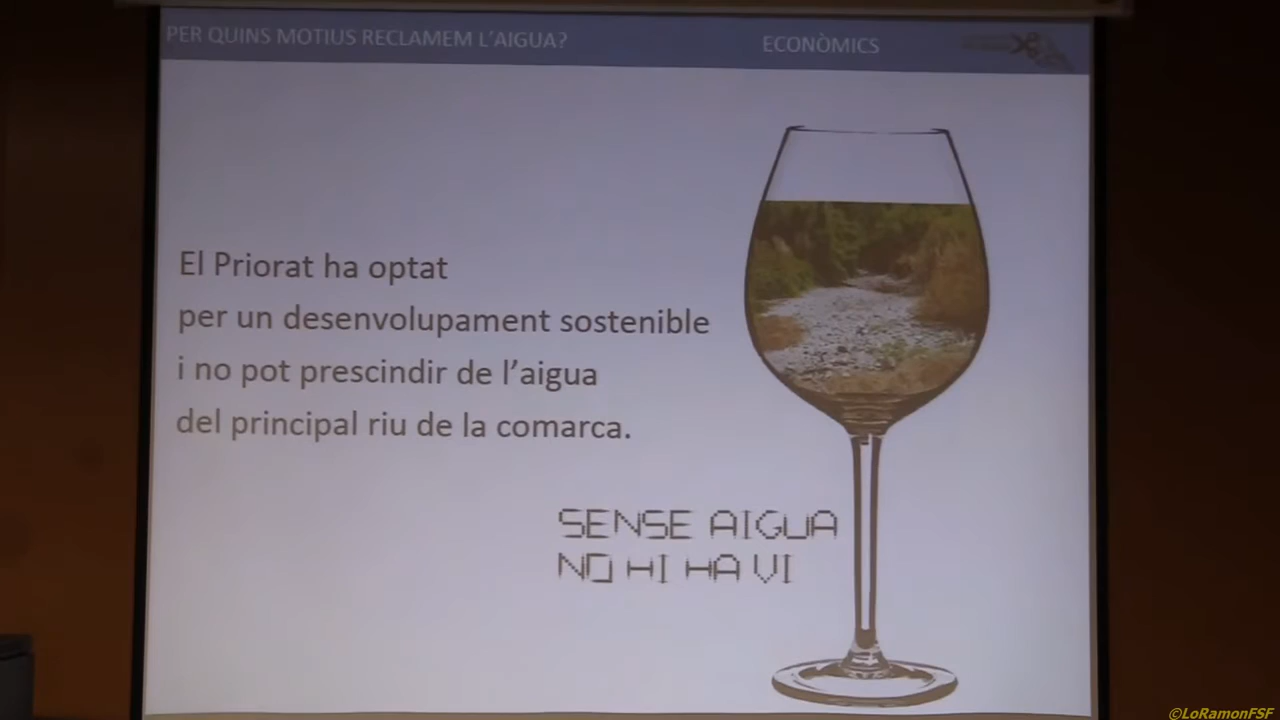 PER QUINS MOTIUS RECLAMEM L'AIGUA?
ECONÒMICS
El Priorat ha optat
per un desenvolupament sostenible
i no pot prescindir de l'aigua
del principal riu de la comarca.
SENSE AIGUA
NO HI HA VI
©LoRamonFSF